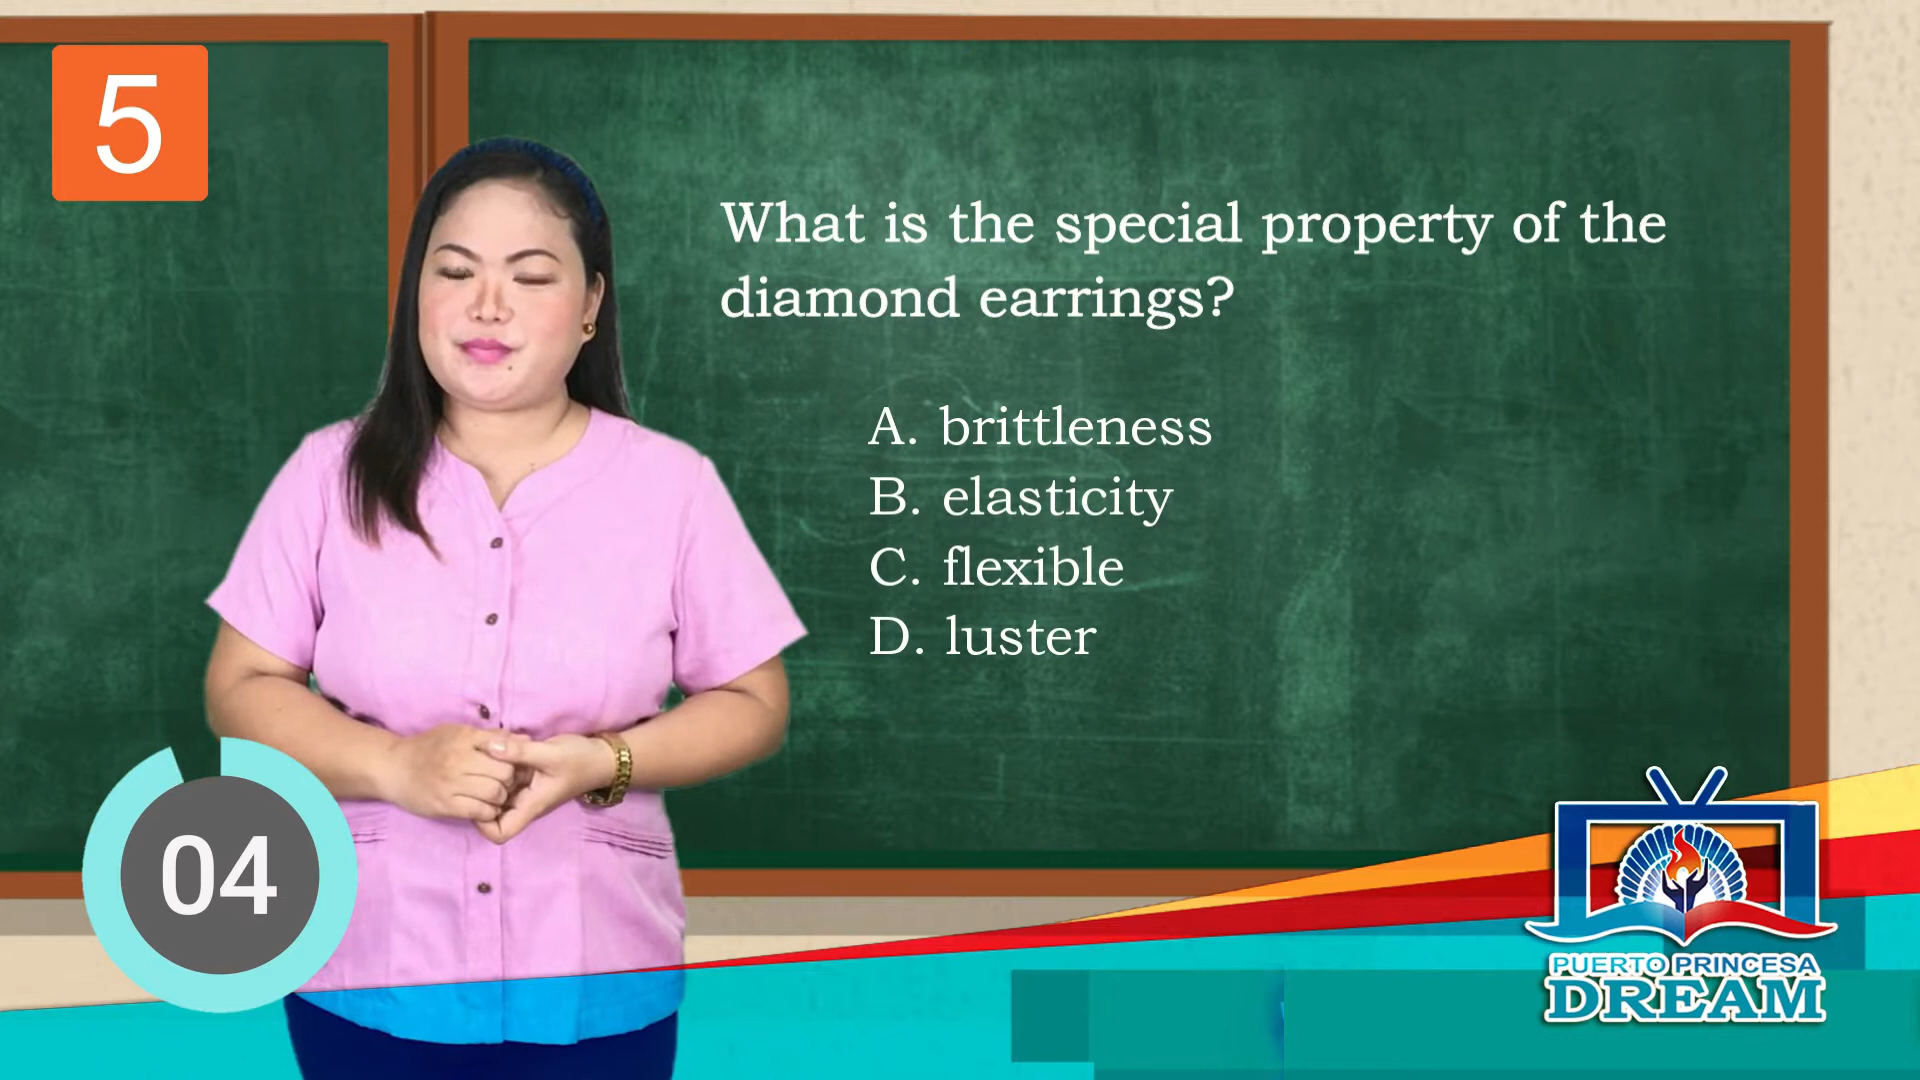 5
What is the special property of the
diamond earrings?
A. brittleness
B. elasticity
C. flexible
D. luster
04
PUERTO PRINCESA
DREAM